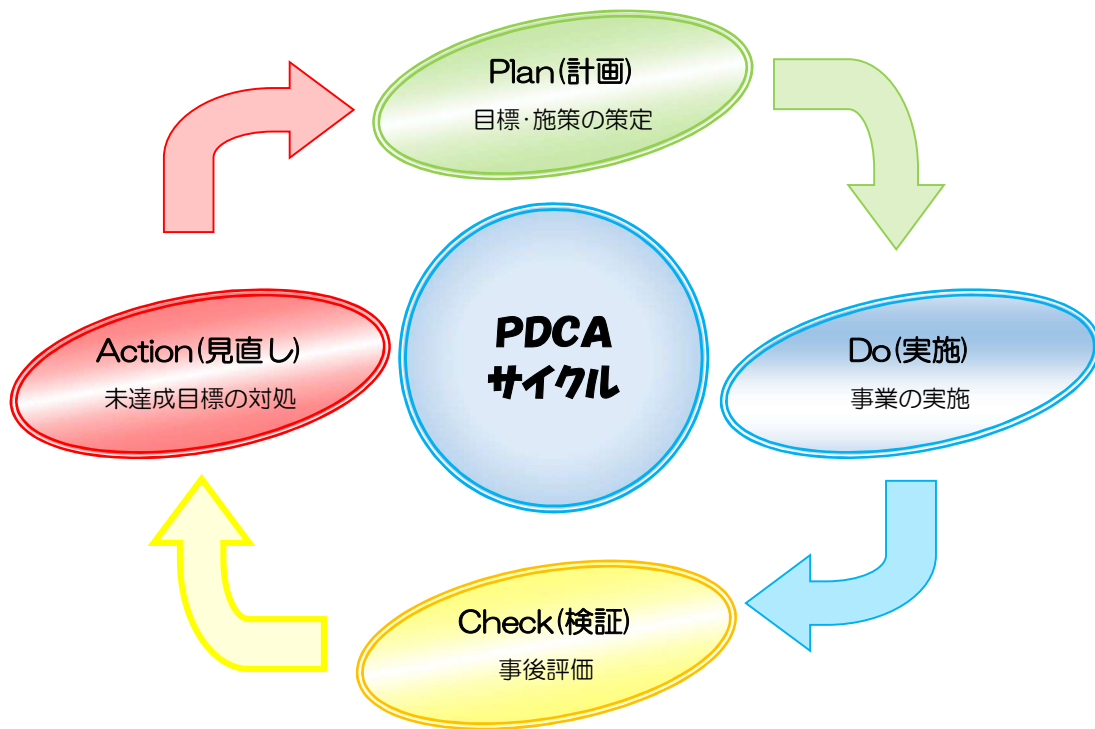 Plan(計画)
目標・施策の策定
PDCA
サイクル
Action(見直し)
未達成目標の対処
Do(実施)
事業の実施
Check(検証)
事後評価